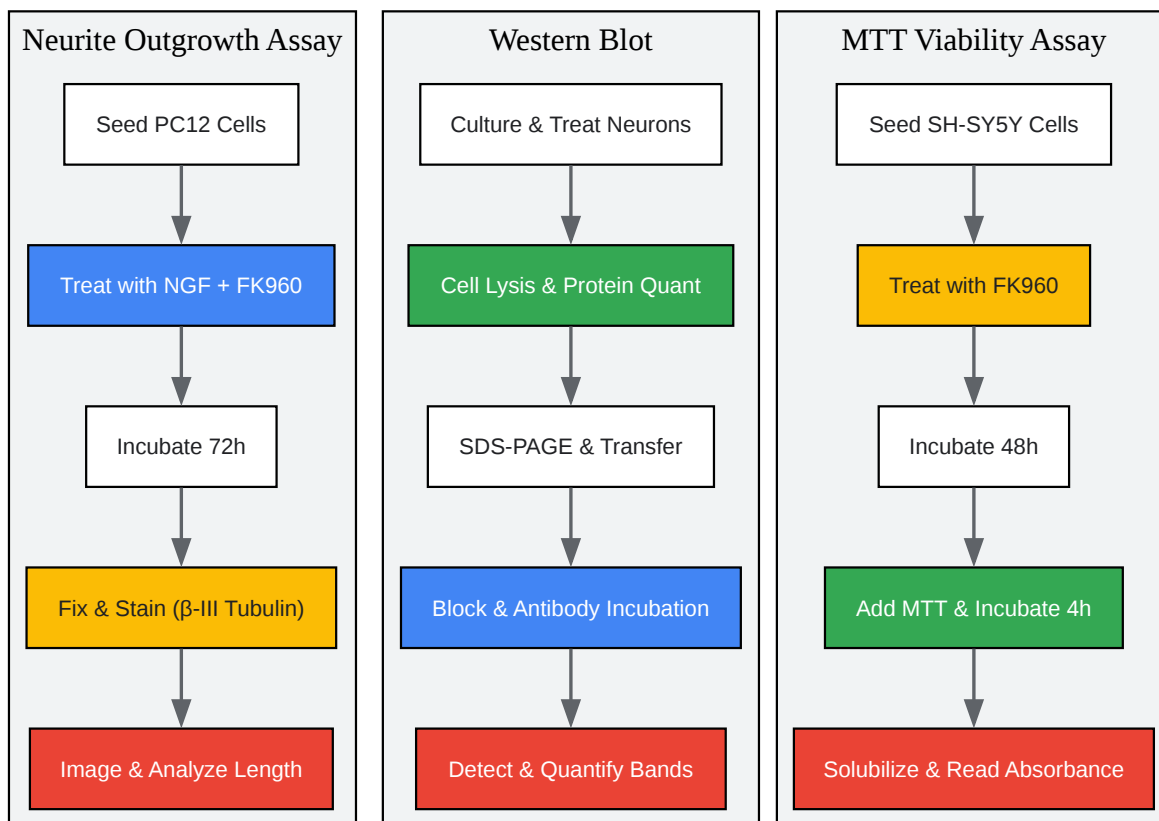 Neurite Outgrowth Assay
Seed PC12 Cells
Treat with NGF + FK960
Incubate 72h
Fix & Stain (β-III Tubulin)
Image & Analyze Length
Western Blot
Culture & Treat Neurons
Cell Lysis & Protein Quant
SDS-PAGE & Transfer
Block & Antibody Incubation
Detect & Quantify Bands
MTT Viability Assay
Seed SH-SY5Y Cells
Treat with FK960
Incubate 48h
Add MTT & Incubate 4h
Solubilize & Read Absorbance